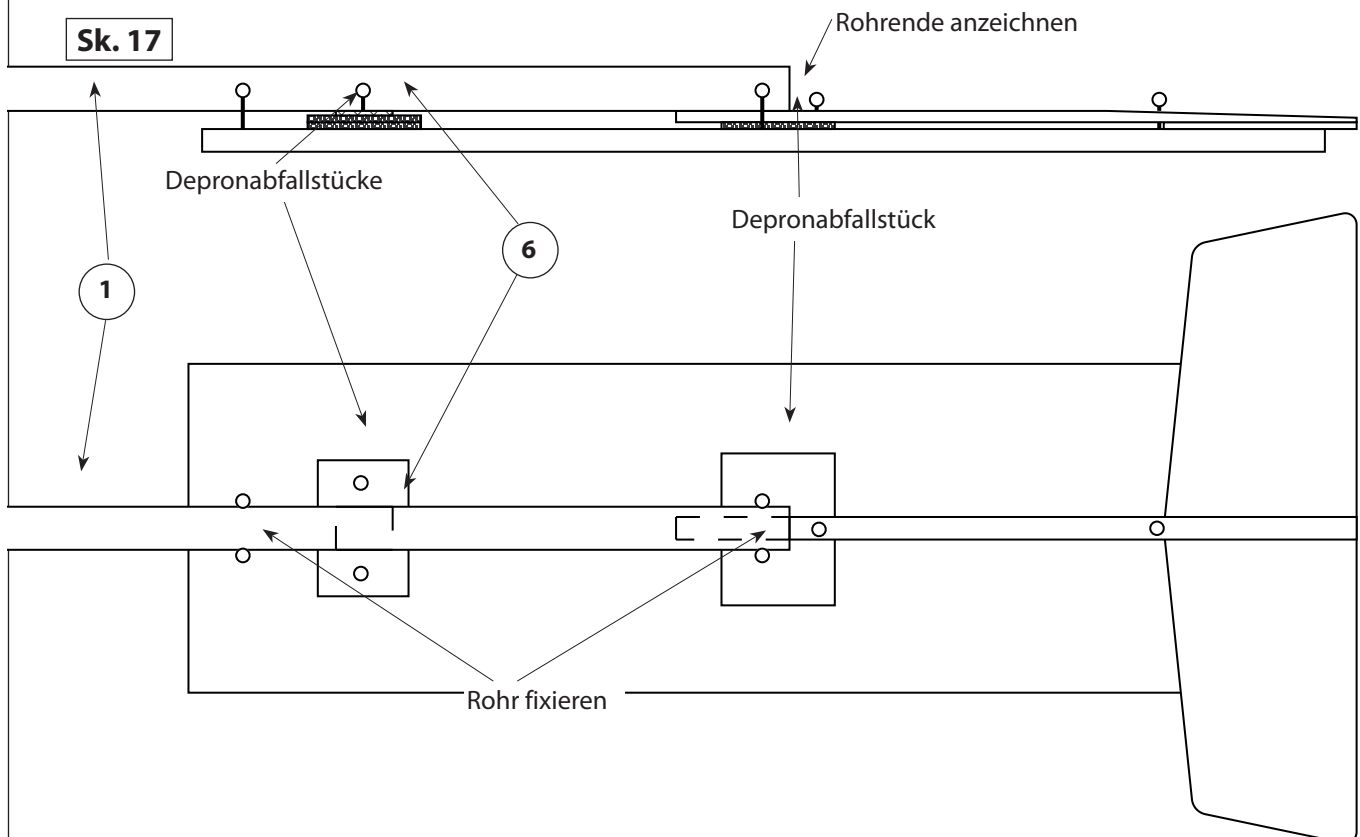 Sk. 17
Rohrende anzeichnen
Depronabfallstücke
Depronabfallstück
6
1
Rohr fixieren